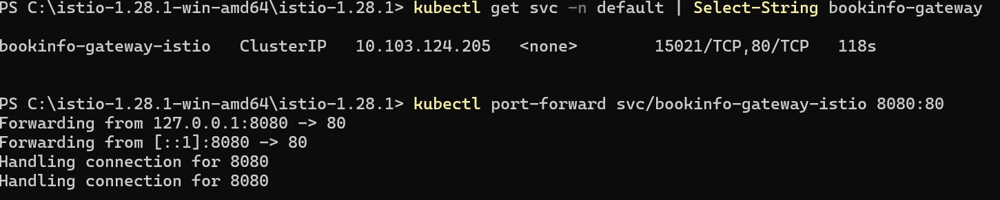 PS C:\istio-1.28.1-win-amd64\istio-1.28.1> kubectl get svc -n default | Select-String bookinfo-gateway
bookinfo-gateway-istio   ClusterIP   10.103.124.205   <none>        15021/TCP,80/TCP   118s
PS C:\istio-1.28.1-win-amd64\istio-1.28.1> kubectl port-forward svc/bookinfo-gateway-istio 8080:80
Forwarding from 127.0.0.1:8080 -> 80
Forwarding from [::1]:8080 -> 80
Handling connection for 8080
Handling connection for 8080